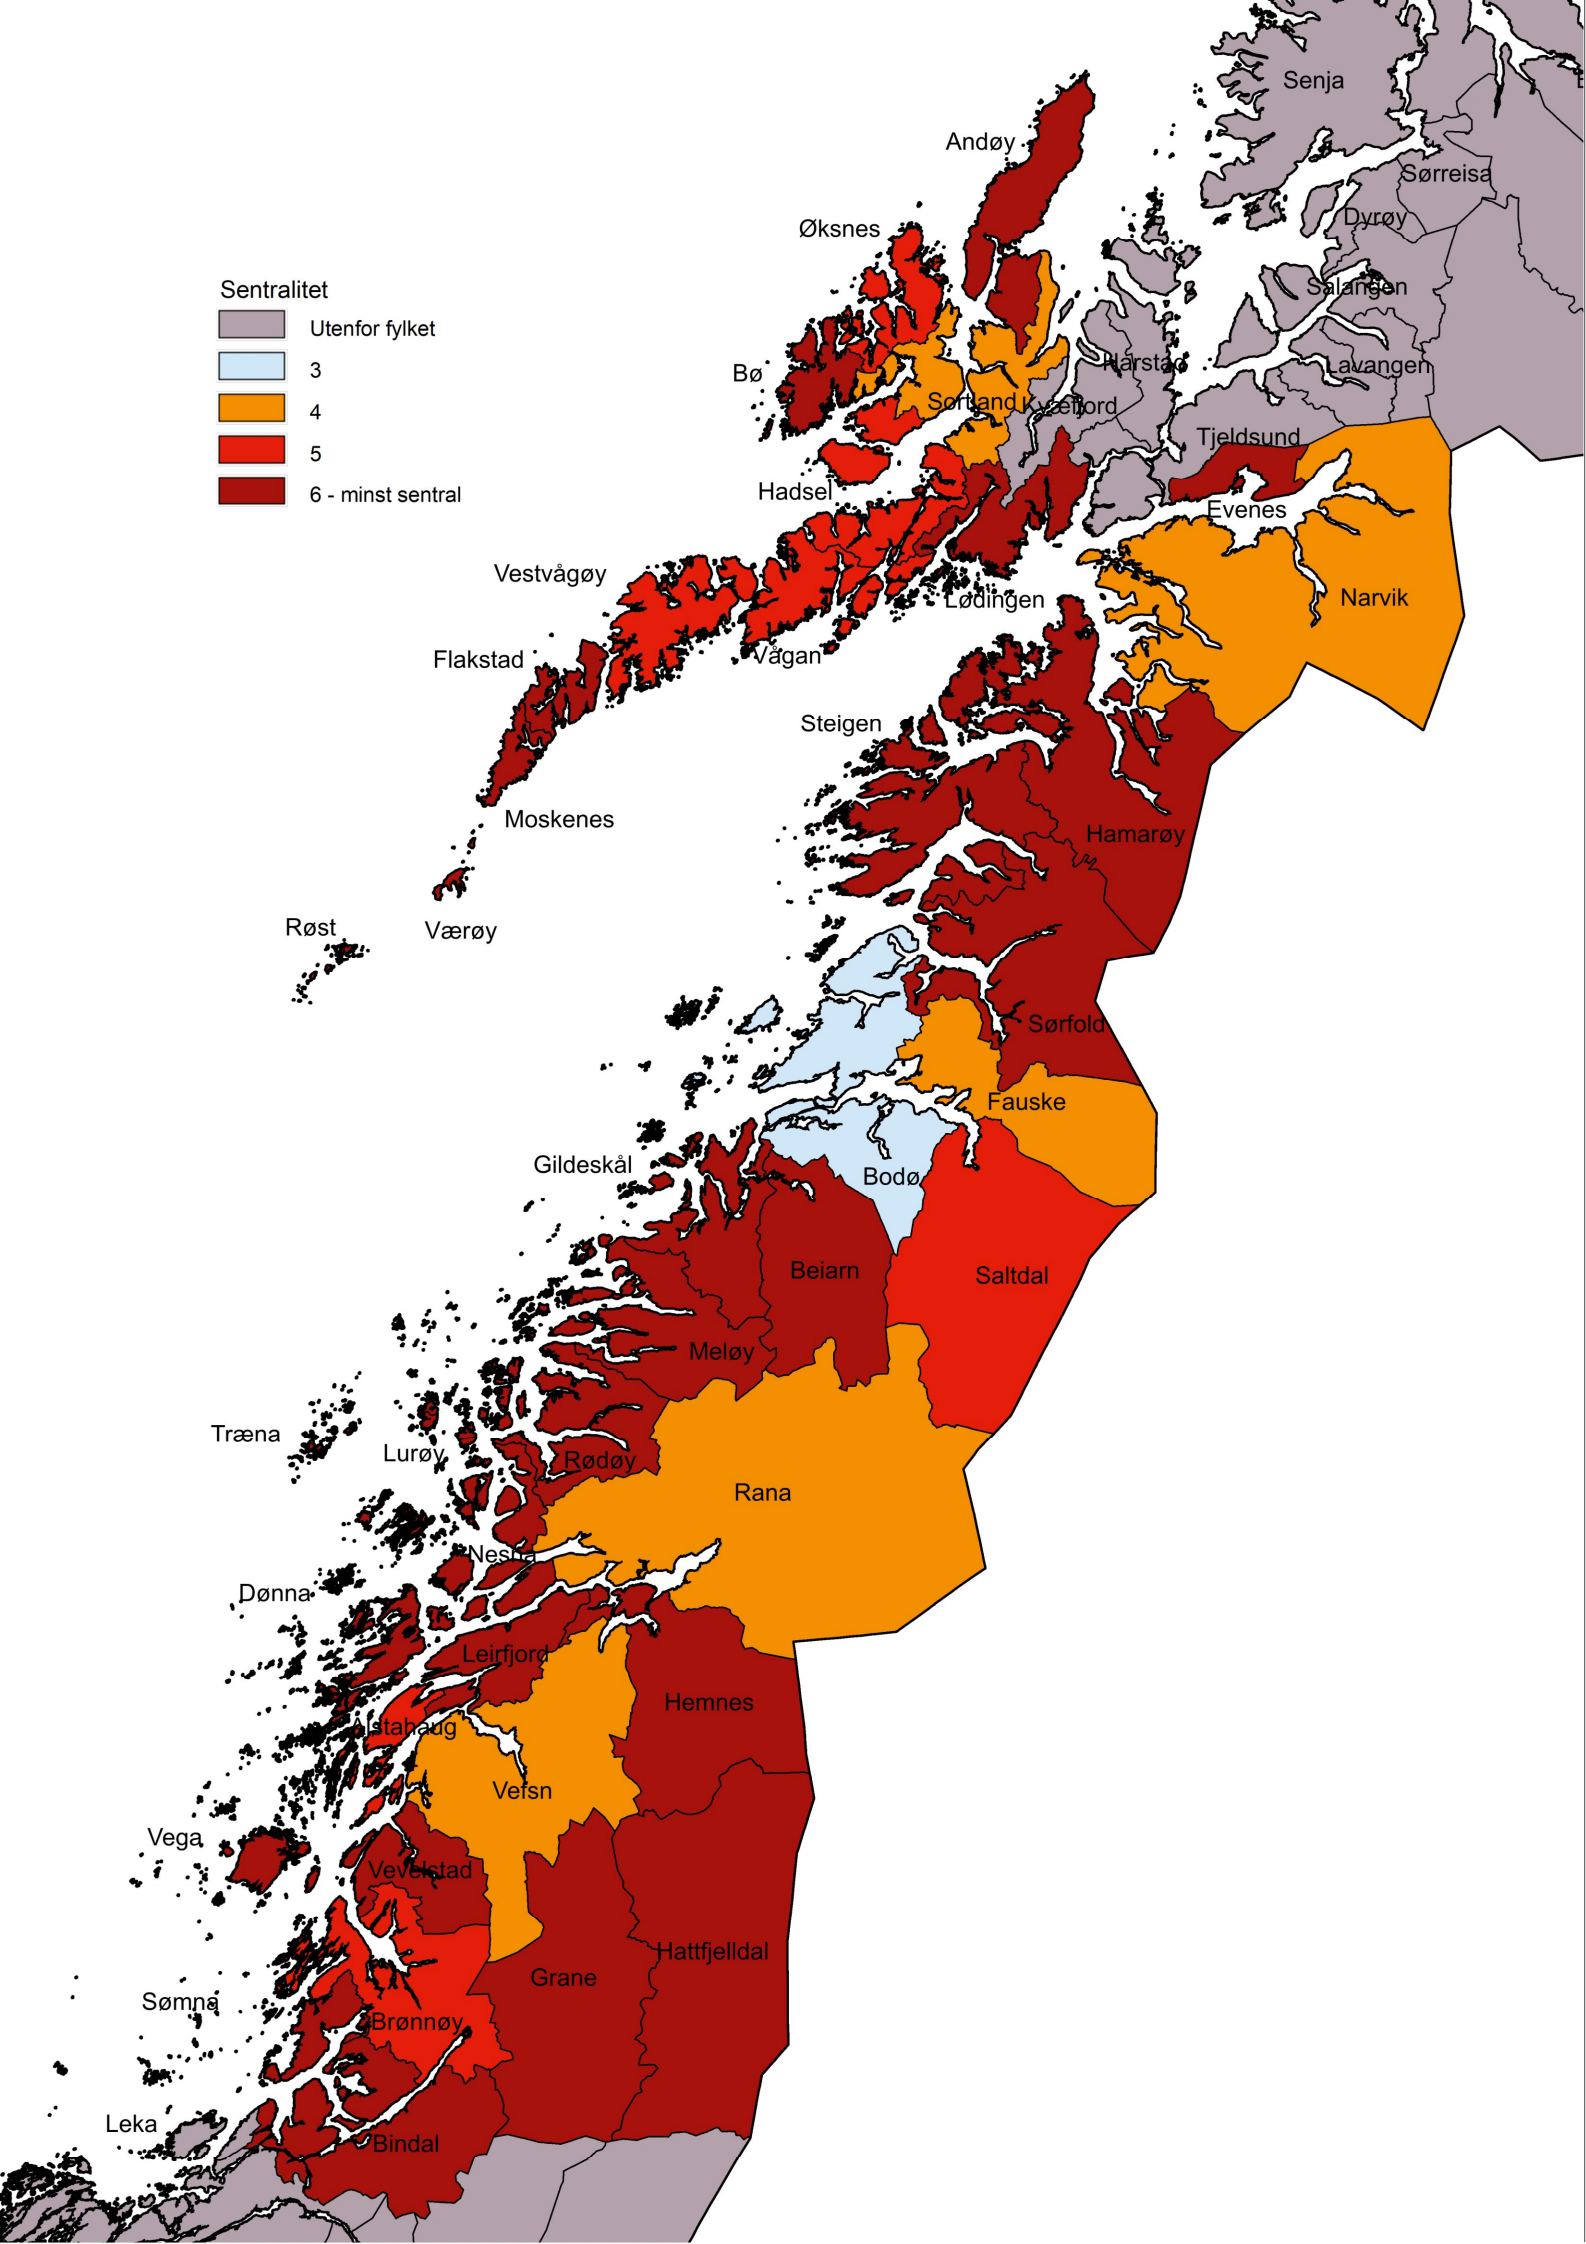 Senja
Andøy
Sørreisa
Dyrøy
Øksnes
Salangen
Sentralitet
Utenfor fylket
3
4
5
6 - minst sentral
Harstad
Lavangen
Bø
Sortland
Kvæfjord
Tjeldsund
Hadsel
Evenes
Vestvågøy
Narvik
Lødingen
Vågan
Flakstad
Steigen
Moskenes
Hamarøy
Røst
Værøy
Sørfold
Fauske
Gildeskål
Bodø
Beiarn
Saltdal
Meløy
Træna
Lurøy
Rødøy
Rana
Nesna
Dønna
Leirfjord
Hemnes
Alstahaug
Vefsn
Vega
Vevelstad
Hattfjelldal
Grane
Sømna
Brønnøy
Leka
Bindal